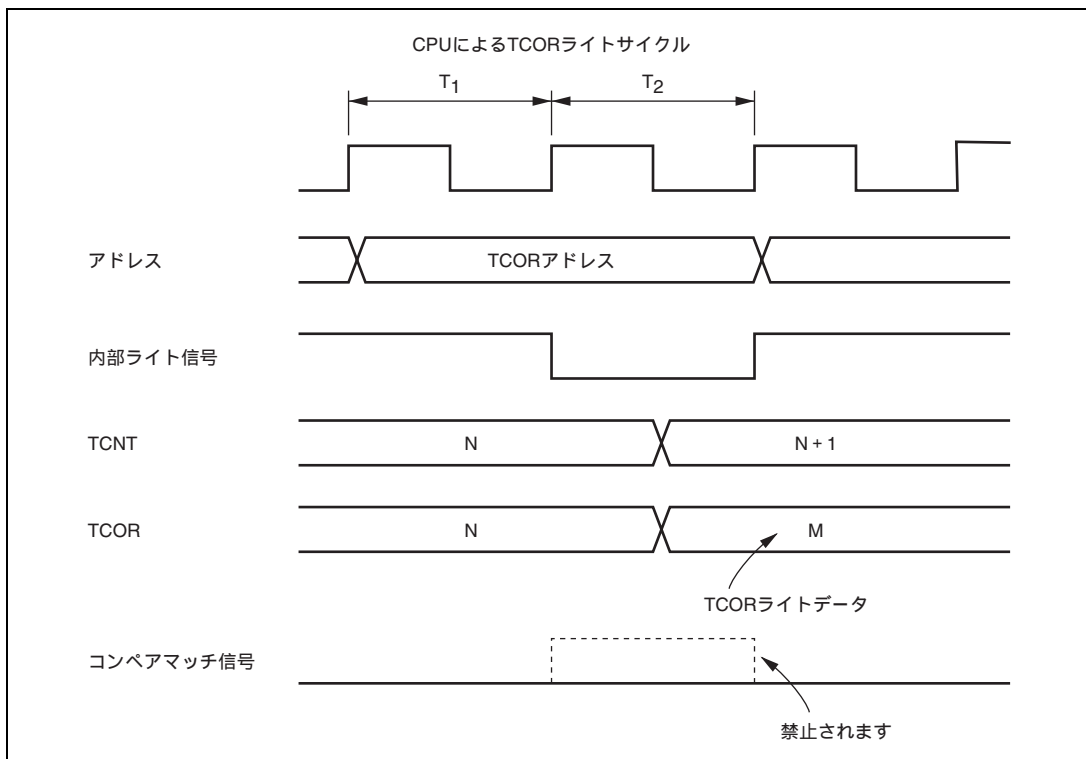 CPUによるTCORライトサイクル
T1 T2
アドレス TCORアドレス
内部ライト信号
TCNT N N + 1
TCOR N M
TCORライトデータ
コンペアマッチ信号
禁止されます